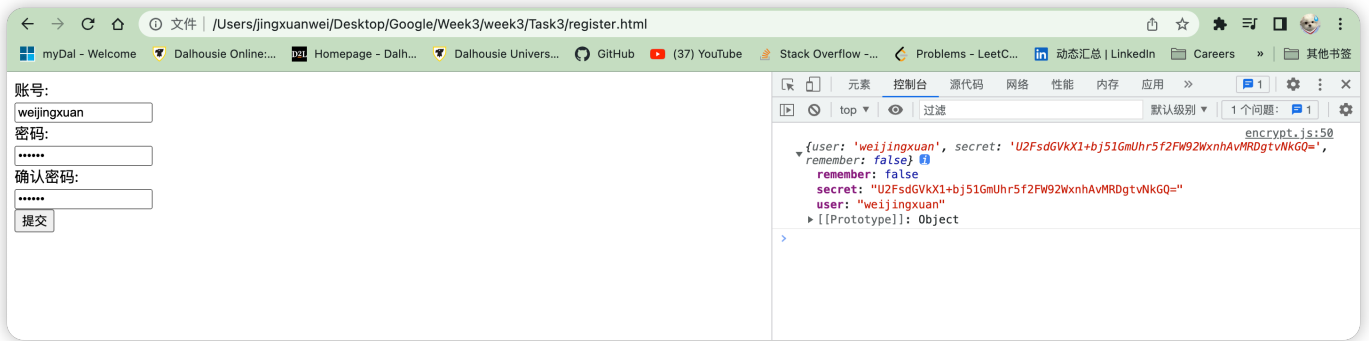 文件 /Users/jingxuanwei/Desktop/Google/Week3/week3/Task3/register.html
myDal - Welcome Dalhousie Online:... D2L Homepage - Dalh... Dalhousie Univers... GitHub (37) YouTube Stack Overflow -... Problems - LeetC... 动态汇总 | LinkedIn Careers » 其他书签
账号:
weijingxuan
密码:
••••••
确认密码:
••••••
提交
元素 控制台 源代码 网络 性能 内存 应用 » 1
top ▼ 过滤 默认级别 ▼ 1 个问题: 1
encrypt.js:50
{user: 'weijingxuan', secret: 'U2FsdGVkX1+bj51GmUhr5f2FW92WxnhAvMRDgtvNkGQ=',
remember: false}
remember: false
secret: "U2FsdGVkX1+bj51GmUhr5f2FW92WxnhAvMRDgtvNkGQ="
user: "weijingxuan"
[[Prototype]]: Object